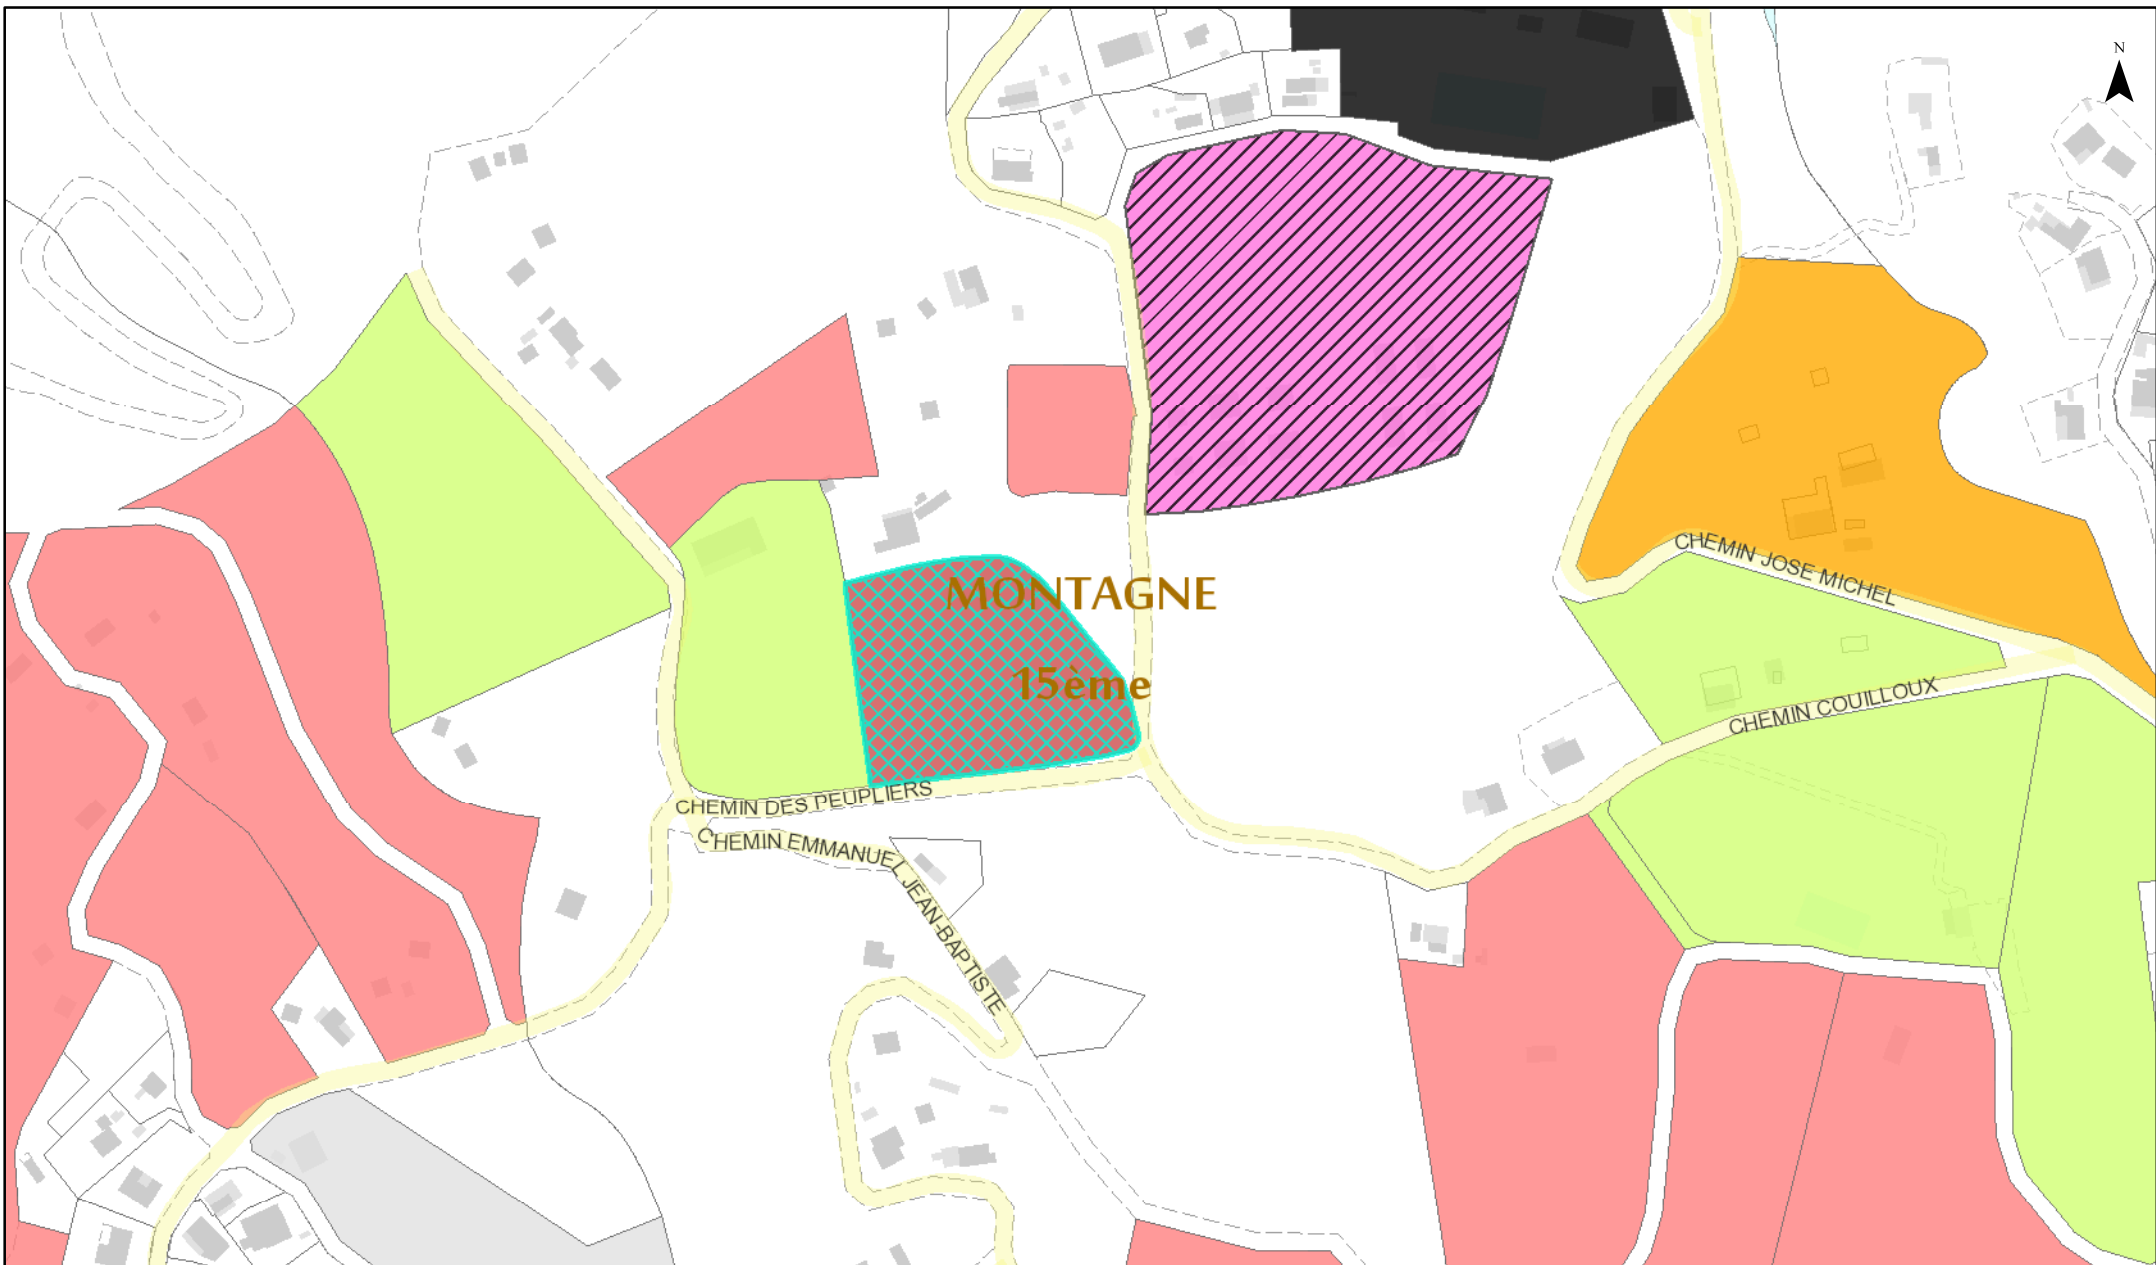 N
CHEMIN JOSE MICHEL
MONTAGNE
15ème
CHEMIN COUILLOUX
CHEMIN DES PEUPLIERS
CHEMIN EMMANUEL JEAN-BAPTISTE